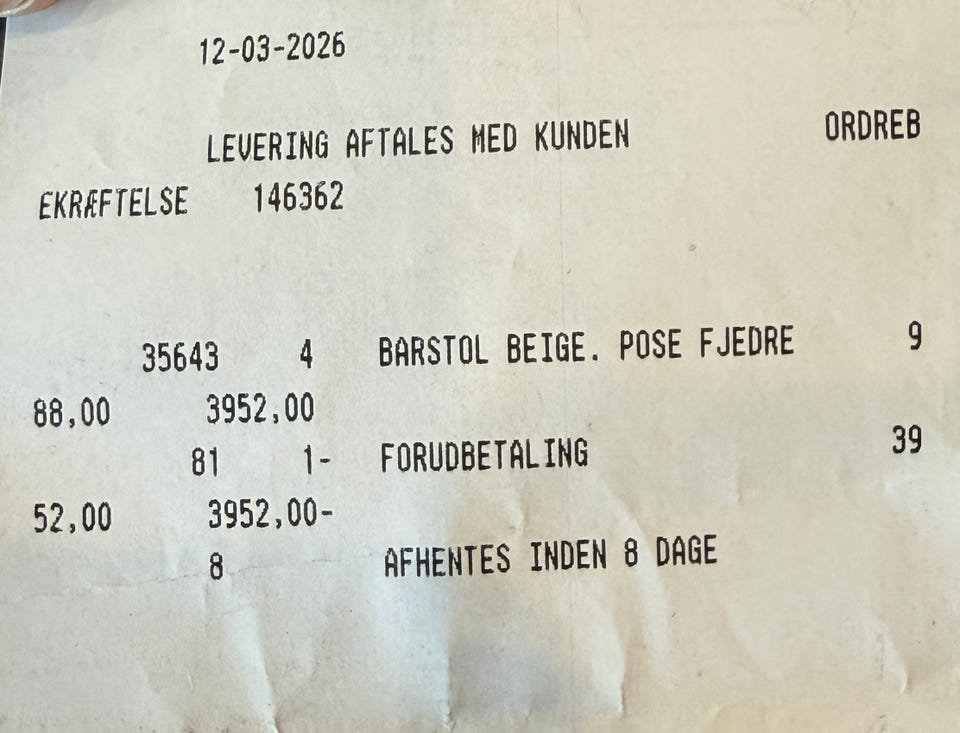 12-03-2026
LEVERING AFTALES MED KUNDEN ORDREB
EKRÆFTELSE 146362
35643 4 BARSTOL BEIGE. POSE FJEDRE 9
88,00 3952,00
81 1- FORUDBETALING 39
52,00 3952,00-
8 AFHENTES INDEN 8 DAGE